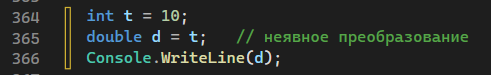 364 int t = 10;
365 double d = t;   // неявное преобразование
366 Console.WriteLine(d);